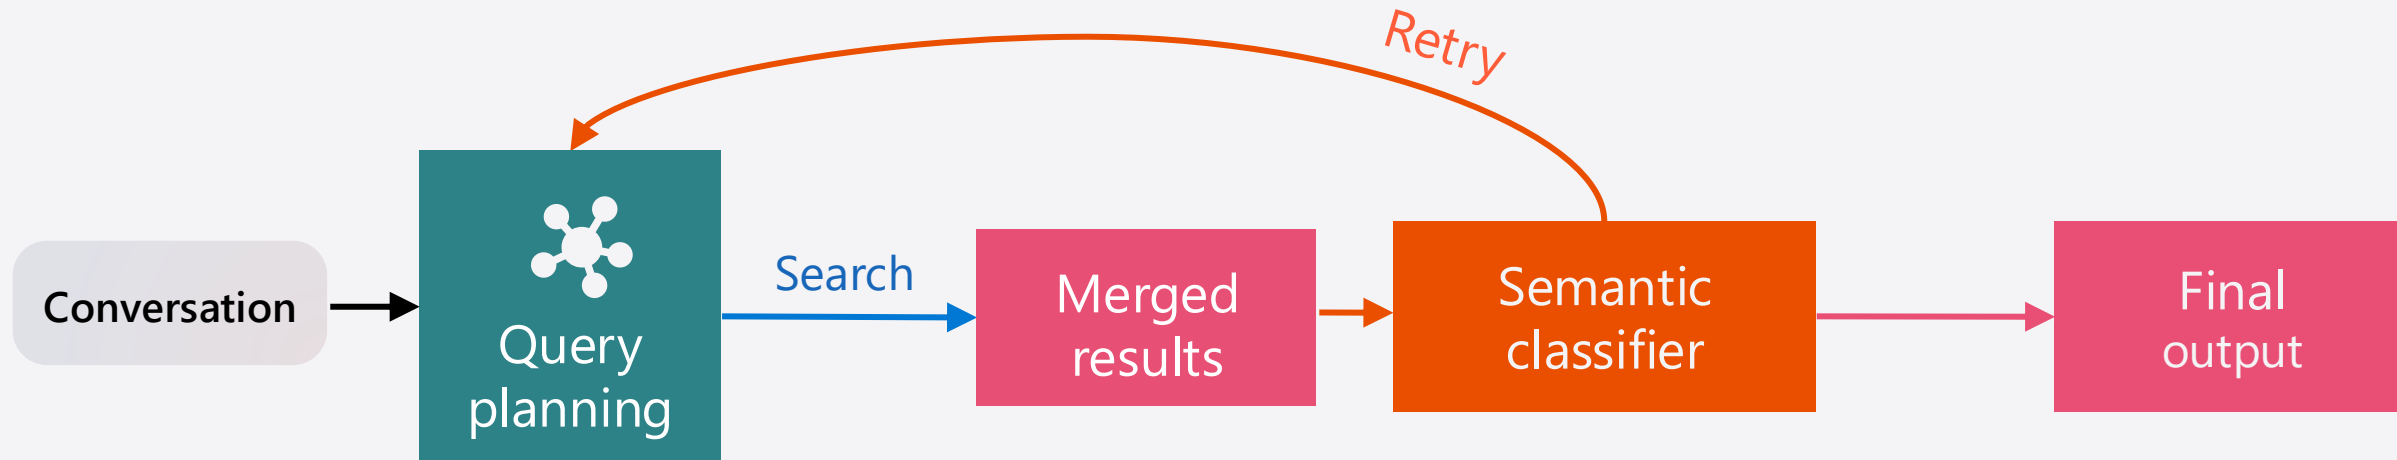 Retry
Conversation
Query
planning
Search
Merged
results
Semantic
classifier
Final
output